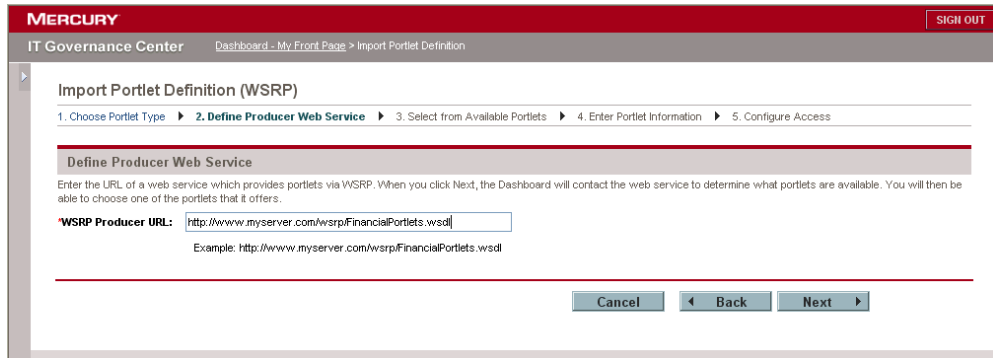 MERCURY
SIGN OUT
IT Governance Center Dashboard - My Front Page > Import Portlet Definition
Import Portlet Definition (WSRP)
1. Choose Portlet Type 2. Define Producer Web Service 3. Select from Available Portlets 4. Enter Portlet Information 5. Configure Access
Define Producer Web Service
Enter the URL of a web service which provides portlets via WSRP. When you click Next, the Dashboard will contact the web service to determine what portlets are available. You will then be
able to choose one of the portlets that it offers.
*WSRP Producer URL: http://www.myserver.com/wsrp/FinancialPortlets.wsdl
Example: http://www.myserver.com/wsrp/FinancialPortlets.wsdl
Cancel Back Next